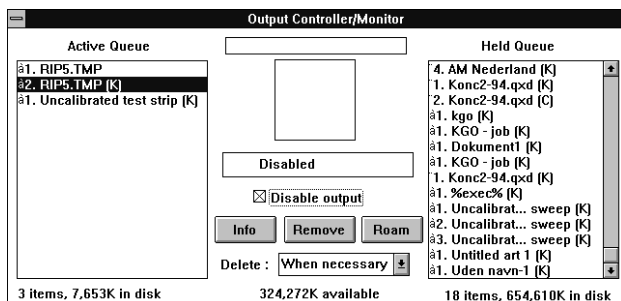 Output Controller/Monitor
Active Queue
à1. RIP5.TMP
à2. RIP5.TMP (K)
à1. Uncalibrated test strip (K)
3 items, 7,653K in disk
Disabled
Disable output
Info Remove Roam
Delete : When necessary
324,272K available
Held Queue
¨4. AM Nederland (K)
¨1. Konc2-94.qxd (K)
¨2. Konc2-94.qxd (C)
à1. kgo (K)
à1. KGO - job (K)
à1. Dokument1 (K)
à1. KGO - job (K)
¨1. Konc2-94.qxd (K)
à1. %exec% (K)
à1. Uncalibrat... sweep (K)
à2. Uncalibrat... sweep (K)
à3. Uncalibrat... sweep (K)
à1. Untitled art 1 (K)
à1. Uden navn-1 (K)
18 items, 654,610K in disk